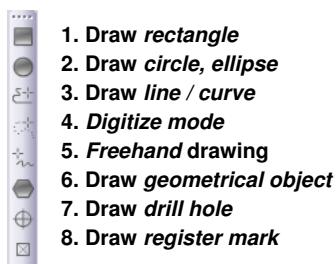 1. Draw rectangle
2. Draw circle, ellipse
3. Draw line / curve
4. Digitize mode
5. Freehand drawing
6. Draw geometrical object
7. Draw drill hole
8. Draw register mark